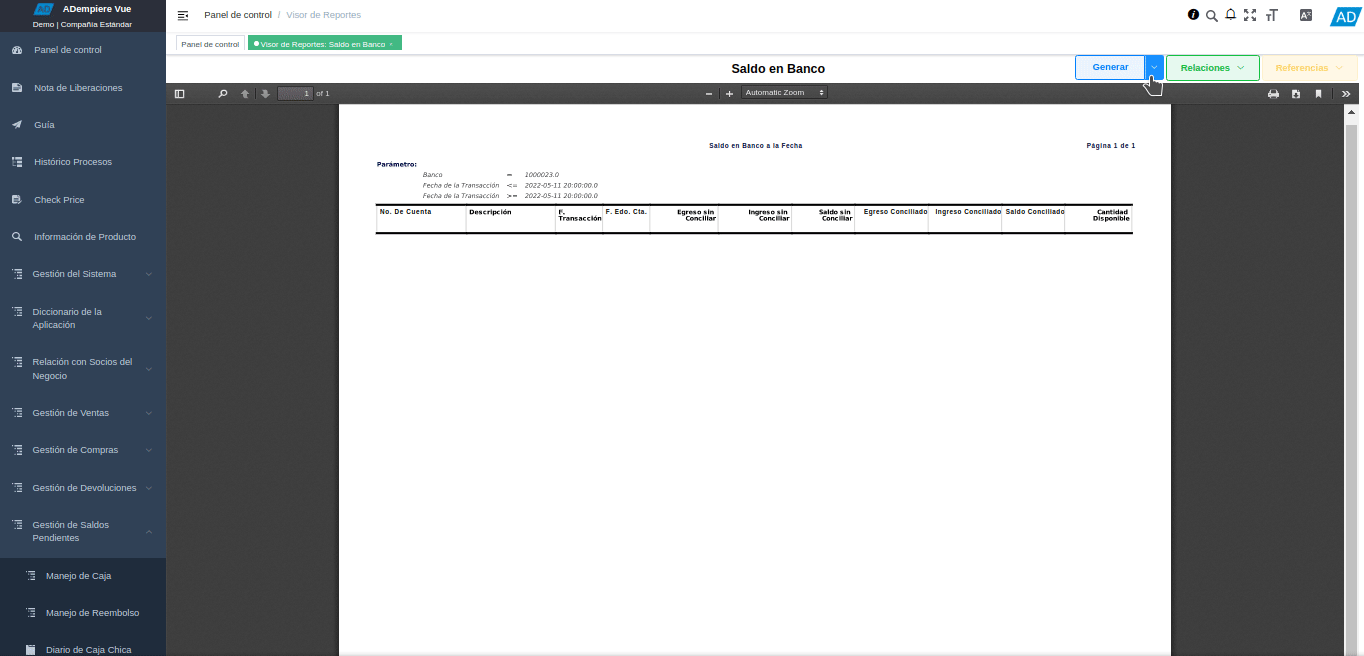 AD ADempiere Vue
Demo | Compañía Estándar
Panel de control
Nota de Liberaciones
Guía
Histórico Procesos
Check Price
Información de Producto
Gestión del Sistema
Diccionario de la
Aplicación
Relación con Socios del
Negocio
Gestión de Ventas
Gestión de Compras
Gestión de Devoluciones
Gestión de Saldos
Pendientes
Manejo de Caja
Manejo de Reembolso
Diario de Caja Chica
Panel de control / Visor de Reportes
AD
Panel de control
Visor de Reportes: Saldo en Banco
Saldo en Banco
Generar
Relaciones
Referencias
1 of 1
Automatic Zoom
Saldo en Banco a la Fecha
Página 1 de 1
Parámetro:
Banco = 1000023.0
Fecha de la Transacción <= 2022-05-11 20:00:00.0
Fecha de la Transacción >= 2022-05-11 20:00:00.0
No. De Cuenta
Descripción
F.
Transacción
F. Edo. Cta.
Egreso sin
Conciliar
Ingreso sin
Conciliar
Saldo sin
Conciliar
Egreso Conciliado
Ingreso Conciliado
Saldo Conciliado
Cantidad
Disponible